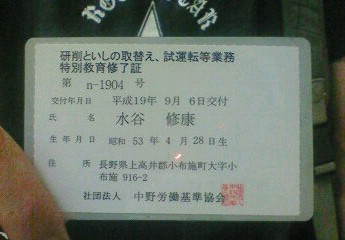 研削といしの取替え、試運転等業務
特別教育修了証
第 n-1904 号
交付年月日 平成19年 9月 6日交付
氏名 水谷 修康
生年月日 昭和 53年 4月 28日生
住所 長野県上高井郡小布施町大字小
布施 916-2
社団法人 中野労働基準協会